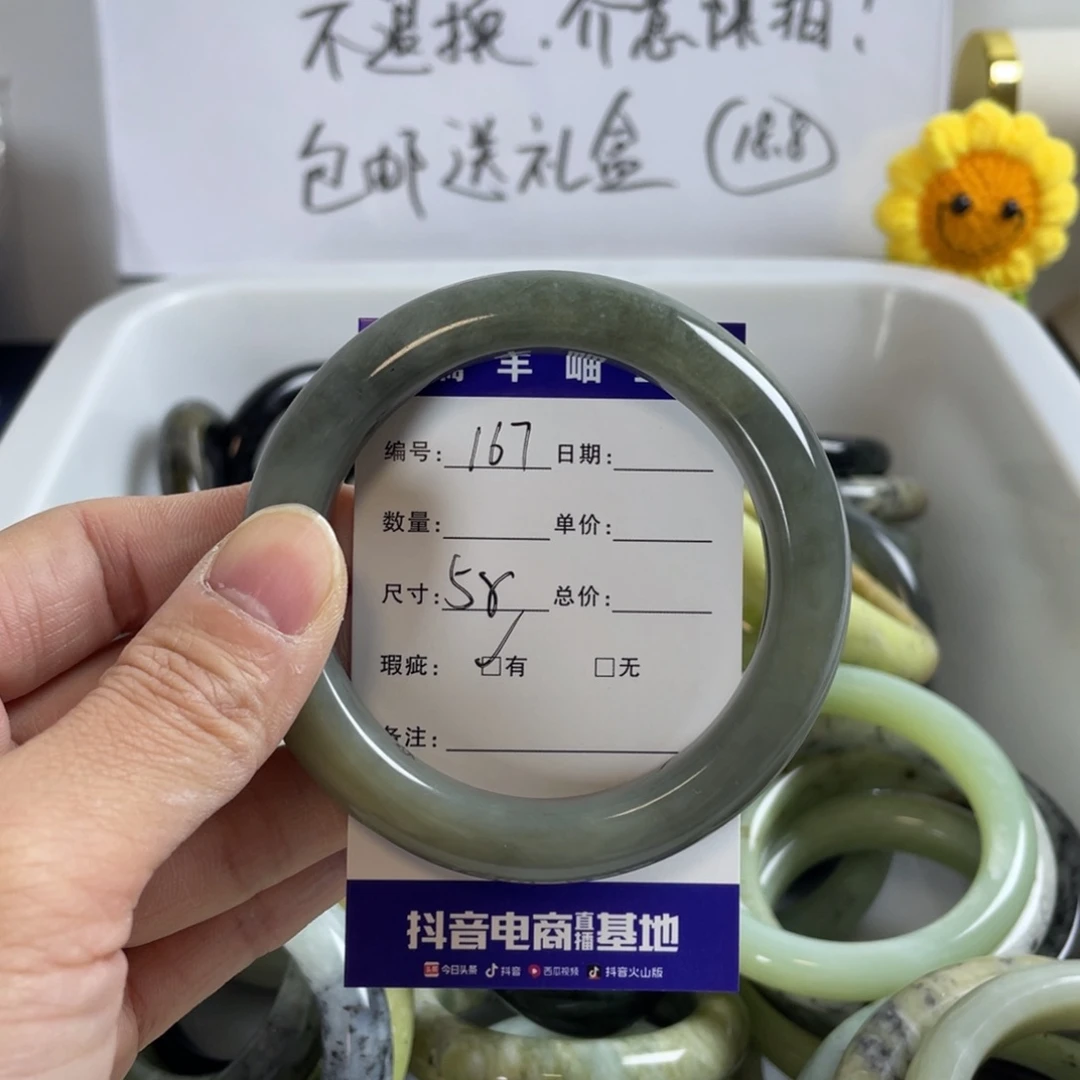 不退换.介意慎拍!
包邮送礼盒 18.8
岫
编号: 167 日期:
数量: 单价:
尺寸: 58 总价:
瑕疵: ☑有 □无
备注:
抖音电商直播基地
头条 今日头条 抖音 西瓜视频 抖音火山版